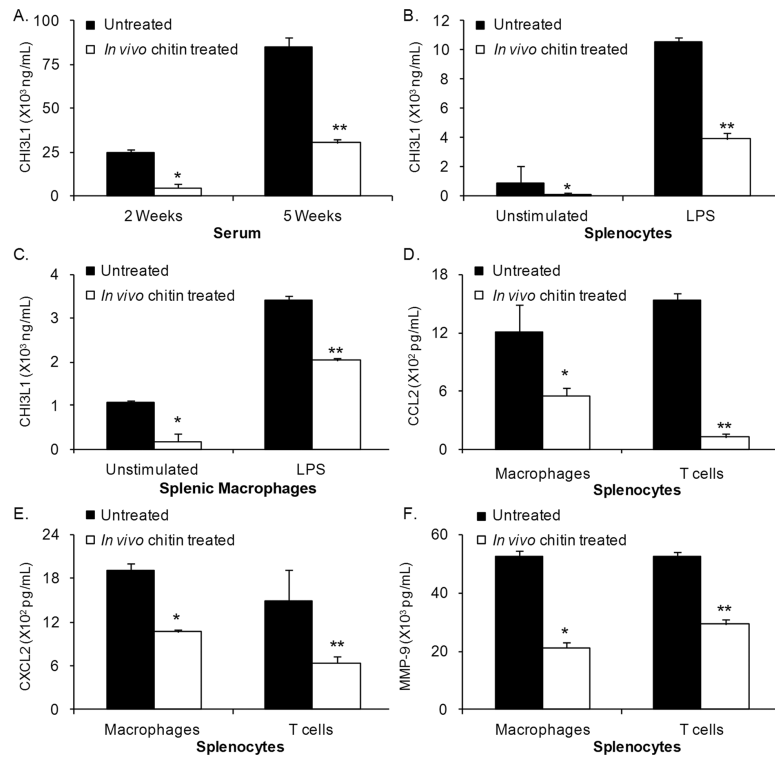 A.
Untreated
In vivo chitin treated
CHI3L1 (X10³ ng/mL)
100
75
50
25
0
*
**
2 Weeks
5 Weeks
Serum
B.
Untreated
In vivo chitin treated
CHI3L1 (X10³ ng/mL)
12
10
8
6
4
2
0
*
**
Unstimulated
LPS
Splenocytes
C.
Untreated
In vivo chitin treated
CHI3L1 (X10³ ng/mL)
4
3
2
1
0
*
**
Unstimulated
LPS
Splenic Macrophages
D.
Untreated
In vivo chitin treated
CCL2 (X10² pg/mL)
18
12
6
0
*
**
Macrophages
T cells
Splenocytes
E.
Untreated
In vivo chitin treated
CXCL2 (X10² pg/mL)
24
18
12
6
0
*
**
Macrophages
T cells
Splenocytes
F.
Untreated
In vivo chitin treated
MMP-9 (X10³ pg/mL)
60
40
20
0
*
**
Macrophages
T cells
Splenocytes